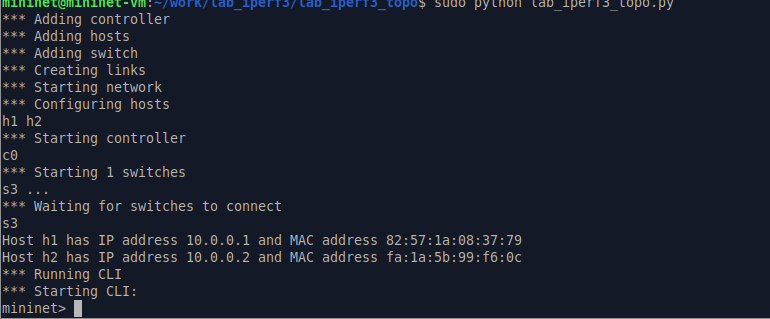 mininet@mininet-vm:~/work/lab_iperf3/lab_iperf3_topo$ sudo python lab_iperf3_topo.py
*** Adding controller
*** Adding hosts
*** Adding switch
*** Creating links
*** Starting network
*** Configuring hosts
h1 h2
*** Starting controller
c0
*** Starting 1 switches
s3 ...
*** Waiting for switches to connect
s3
Host h1 has IP address 10.0.0.1 and MAC address 82:57:1a:08:37:79
Host h2 has IP address 10.0.0.2 and MAC address fa:1a:5b:99:f6:0c
*** Running CLI
*** Starting CLI:
mininet>